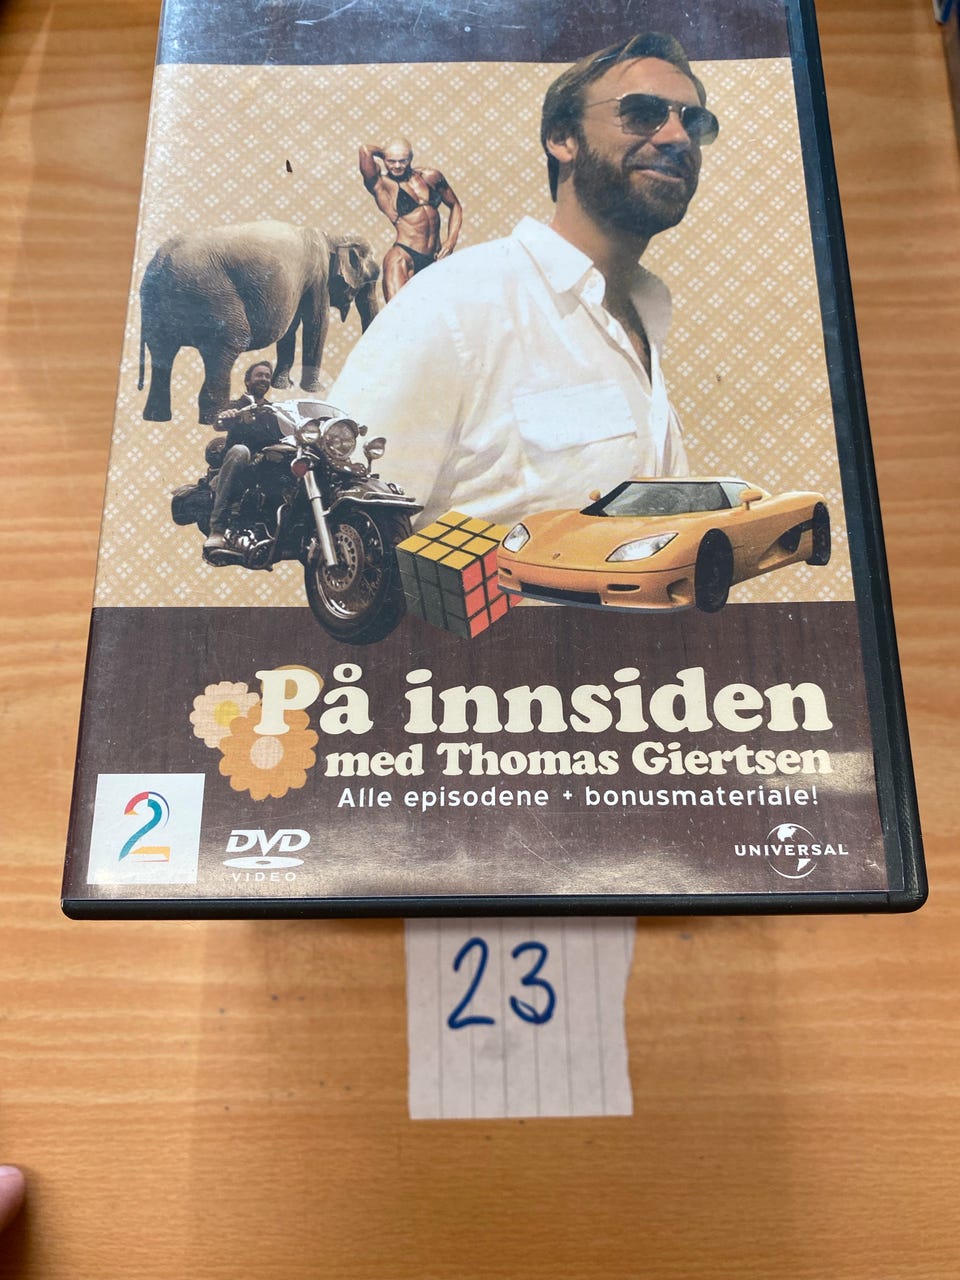 På innsiden
med Thomas Giertsen
Alle episodene + bonusmateriale!
2
DVD
VIDEO
UNIVERSAL
23